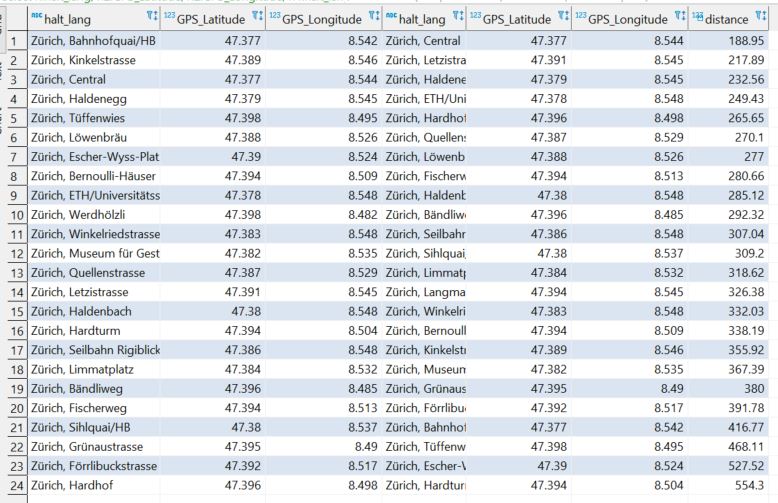 halt_lang 123 GPS_Latitude 123 GPS_Longitude halt_lang 123 GPS_Latitude 123 GPS_Longitude 123 distance
1 Zürich, Bahnhofquai/HB 47.377 8.542 Zürich, Central 47.377 8.544 188.95
2 Zürich, Kinkelstrasse 47.389 8.546 Zürich, Letzistra 47.391 8.545 217.89
3 Zürich, Central 47.377 8.544 Zürich, Haldene 47.379 8.545 232.56
4 Zürich, Haldenegg 47.379 8.545 Zürich, ETH/Uni 47.378 8.548 249.43
5 Zürich, Tüffenwies 47.398 8.495 Zürich, Hardhof 47.396 8.498 265.65
6 Zürich, Löwenbräu 47.388 8.526 Zürich, Quellens 47.387 8.529 270.1
7 Zürich, Escher-Wyss-Plat 47.39 8.524 Zürich, Löwenb 47.388 8.526 277
8 Zürich, Bernoulli-Häuser 47.394 8.509 Zürich, Fischerw 47.394 8.513 280.66
9 Zürich, ETH/Universitätss 47.378 8.548 Zürich, Haldenb 47.38 8.548 285.12
10 Zürich, Werdhölzli 47.398 8.482 Zürich, Bändliw 47.396 8.485 292.32
11 Zürich, Winkelriedstrasse 47.383 8.548 Zürich, Seilbahr 47.386 8.548 307.04
12 Zürich, Museum für Gest 47.382 8.535 Zürich, Sihlquai, 47.38 8.537 309.2
13 Zürich, Quellenstrasse 47.387 8.529 Zürich, Limmatp 47.384 8.532 318.62
14 Zürich, Letzistrasse 47.391 8.545 Zürich, Langma 47.394 8.545 326.38
15 Zürich, Haldenbach 47.38 8.548 Zürich, Winkelri 47.383 8.548 332.03
16 Zürich, Hardturm 47.394 8.504 Zürich, Bernoull 47.394 8.509 338.19
17 Zürich, Seilbahn Rigiblick 47.386 8.548 Zürich, Kinkelst 47.389 8.546 355.92
18 Zürich, Limmatplatz 47.384 8.532 Zürich, Museum 47.382 8.535 367.39
19 Zürich, Bändliweg 47.396 8.485 Zürich, Grünaus 47.395 8.49 380
20 Zürich, Fischerweg 47.394 8.513 Zürich, Förrlibu 47.392 8.517 391.78
21 Zürich, Sihlquai/HB 47.38 8.537 Zürich, Bahnhof 47.377 8.542 416.77
22 Zürich, Grünaustrasse 47.395 8.49 Zürich, Tüffenw 47.398 8.495 468.11
23 Zürich, Förrlibuckstrasse 47.392 8.517 Zürich, Escher-V 47.39 8.524 527.52
24 Zürich, Hardhof 47.396 8.498 Zürich, Hardtur 47.394 8.504 554.3